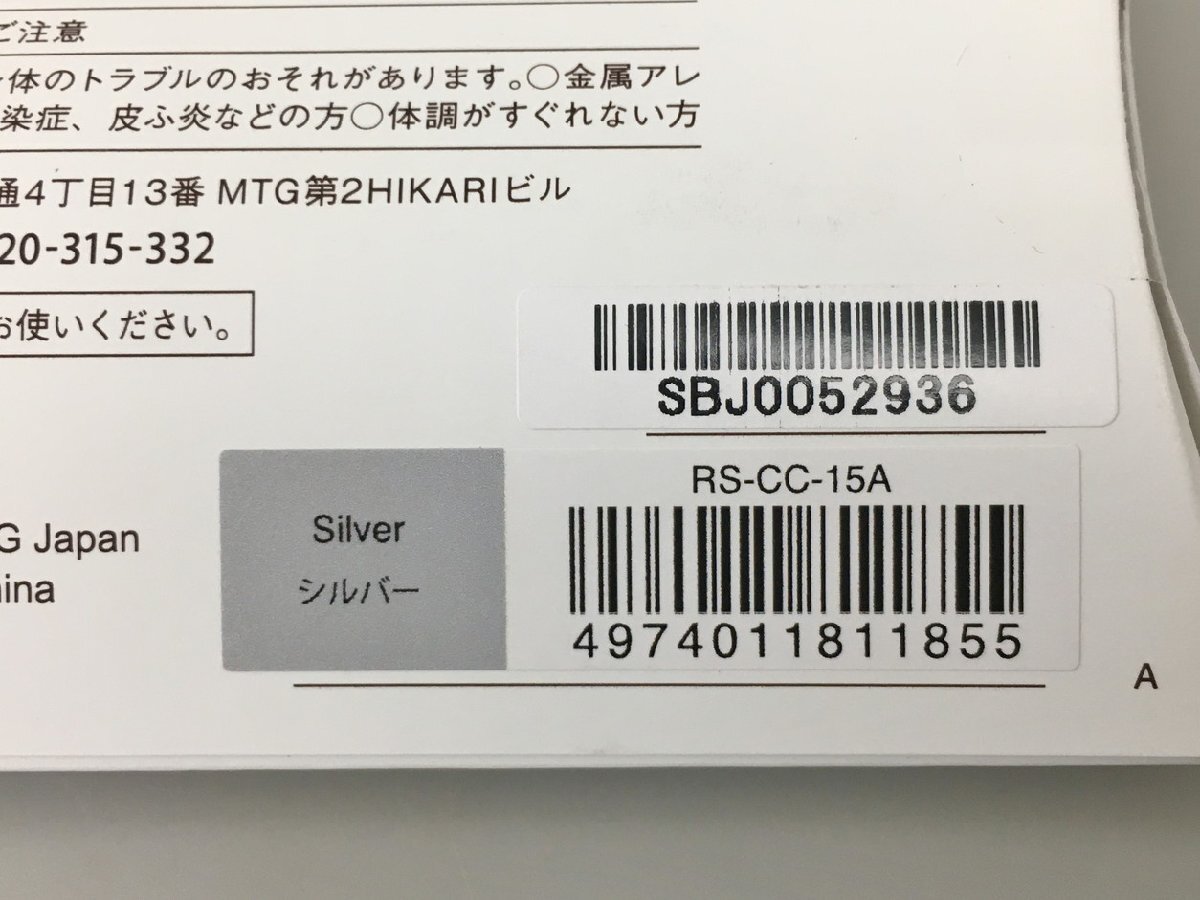 ご注意
体のトラブルのおそれがあります。○金属アレ
染症、皮ふ炎などの方○体調がすぐれない方
通4丁目13番 MTG第2HIKARIビル
20-315-332
お使いください。
SBJ0052936
RS-CC-15A
Silver
シルバー
G Japan
hina
4974011811855
A